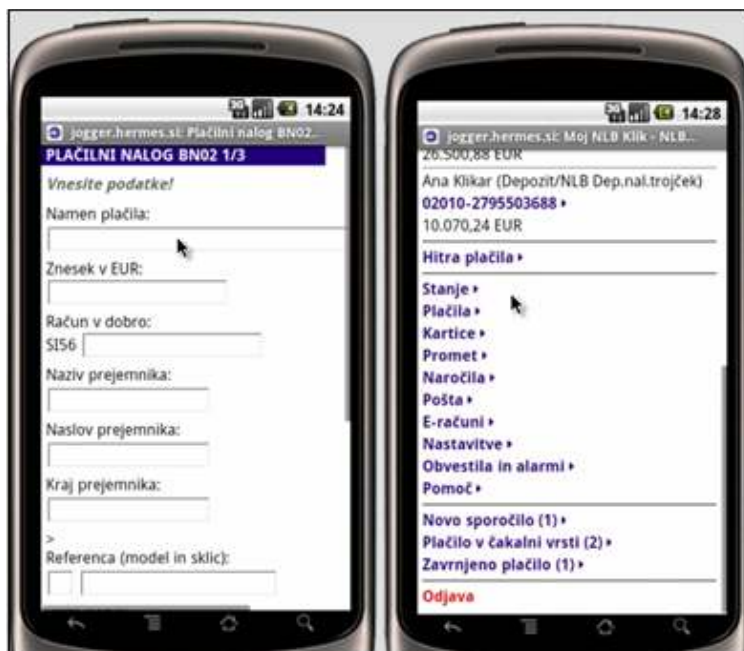 14:24
jogger.hermes.si: Plačilni nalog BN02...
PLAČILNI NALOG BN02 1/3
Vnesite podatke!
Namen plačila:
Znesek v EUR:
Račun v dobro:
SI56
Naziv prejemnika:
Naslov prejemnika:
Kraj prejemnika:
>
Referenca (model in sklic):
14:28
jogger.hermes.si: Moj NLB Klik - NLB...
26.500,88 EUR
Ana Klikar (Depozit/NLB Dep.nal.trojček)
02010-2795503688
10.070,24 EUR
Hitra plačila
Stanje
Plačila
Kartice
Promet
Naročila
Pošta
E-računi
Nastavitve
Obvestila in alarmi
Pomoč
Novo sporočilo (1)
Plačilo v čakalni vrsti (2)
Zavrnjeno plačilo (1)
Odjava